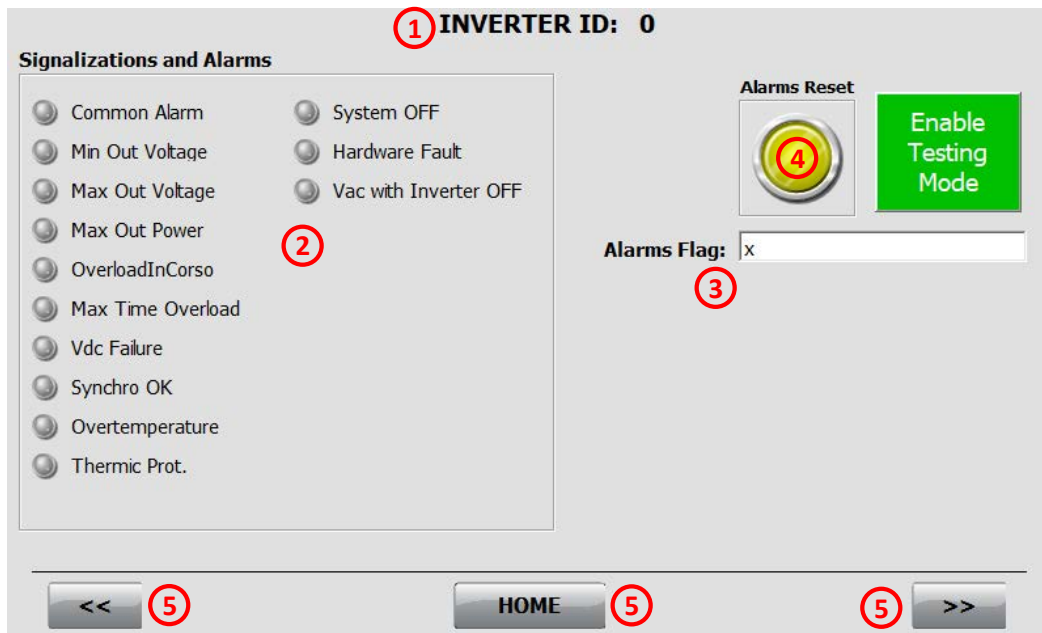 1 INVERTER ID: 0
Signalizations and Alarms
Common Alarm
Min Out Voltage
Max Out Voltage
Max Out Power
OverloadInCorso
Max Time Overload
Vdc Failure
Synchro OK
Overtemperature
Thermic Prot.
System OFF
Hardware Fault
Vac with Inverter OFF
2
Alarms Reset
4
Enable
Testing
Mode
Alarms Flag: x
3
<< 5
HOME 5
5 >>